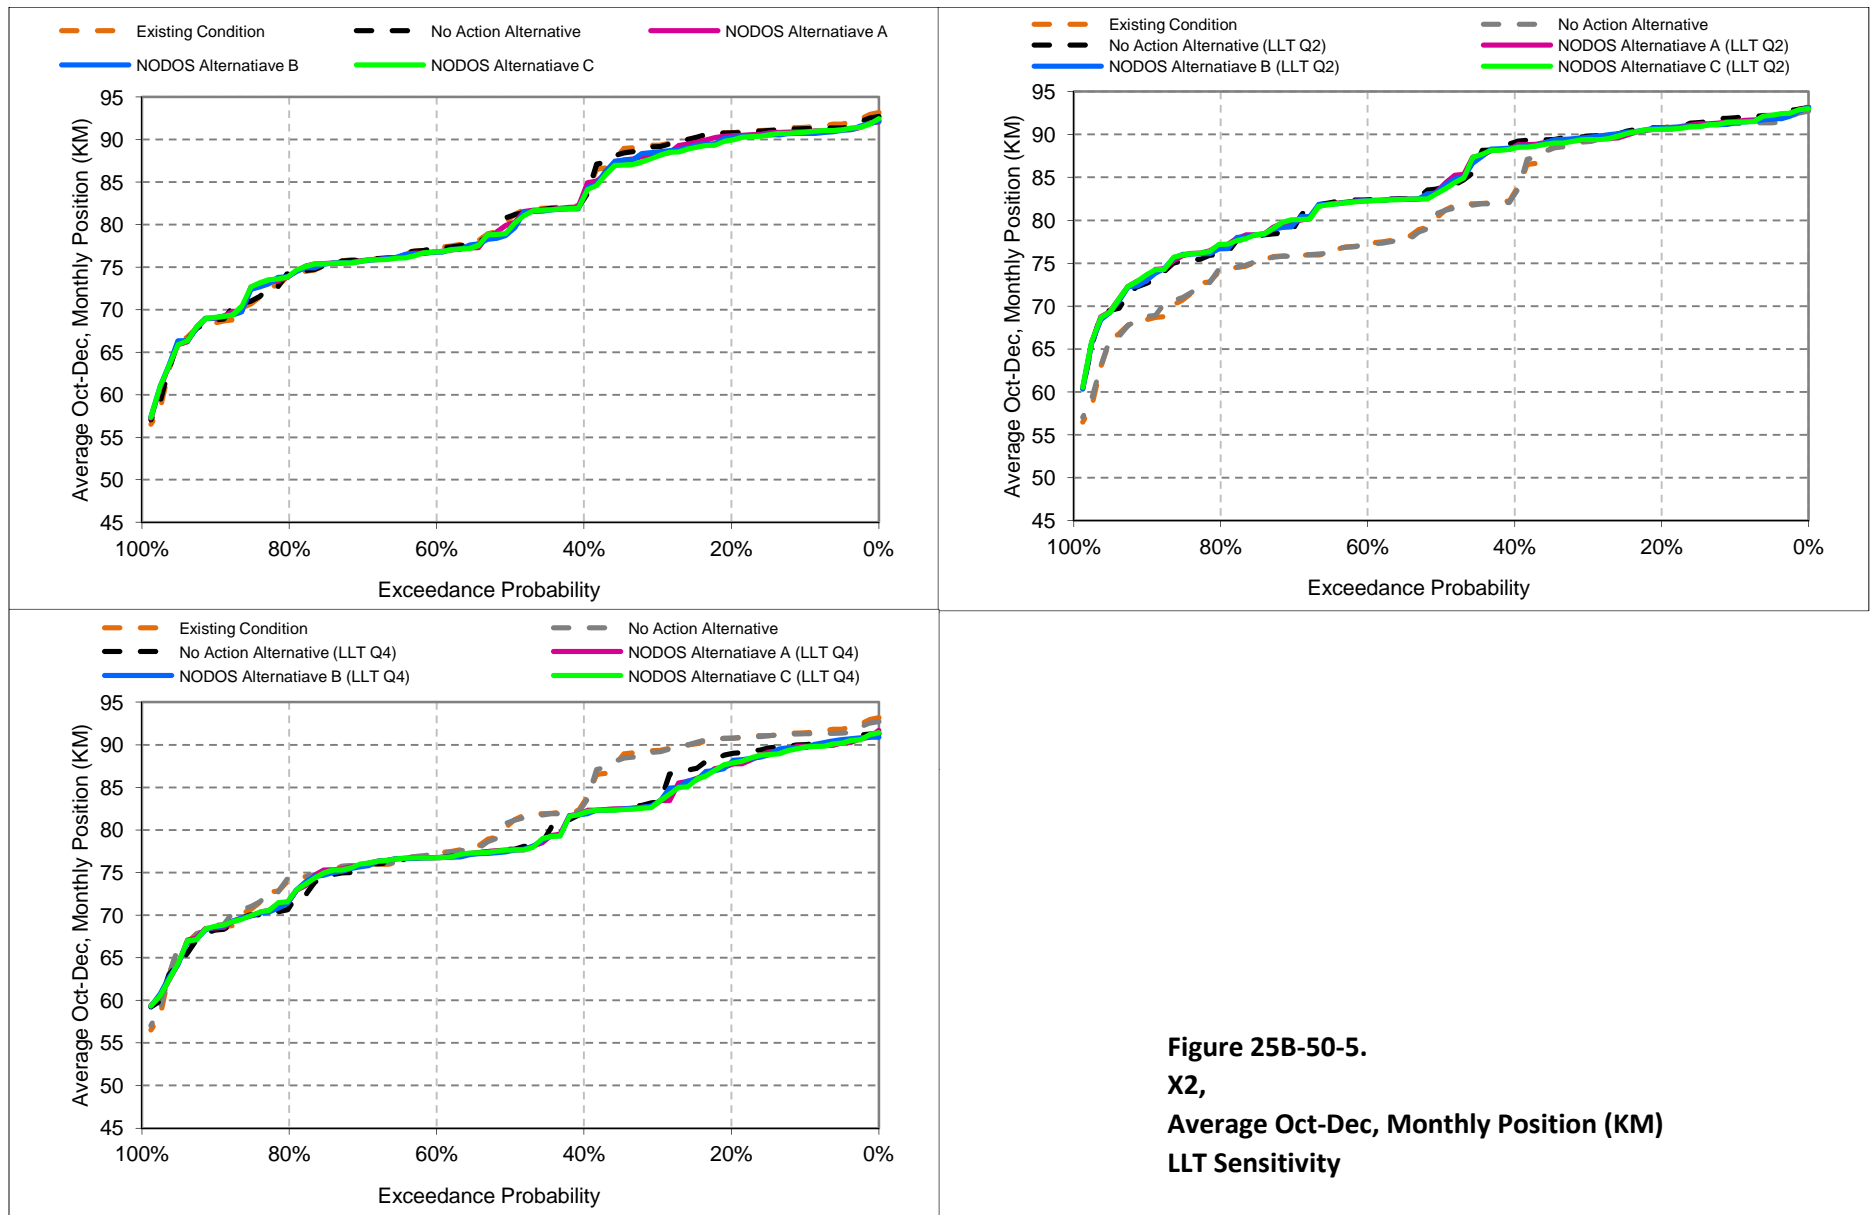 Existing Condition
No Action Alternative
NODOS Alternatiave A
NODOS Alternatiave B
NODOS Alternatiave C
Average Oct-Dec, Monthly Position (KM)
95
90
85
80
75
70
65
60
55
50
45
100% 80% 60% 40% 20% 0%
Exceedance Probability
Existing Condition
No Action Alternative
No Action Alternative (LLT Q2)
NODOS Alternatiave A (LLT Q2)
NODOS Alternatiave B (LLT Q2)
NODOS Alternatiave C (LLT Q2)
Average Oct-Dec, Monthly Position (KM)
95
90
85
80
75
70
65
60
55
50
45
100% 80% 60% 40% 20% 0%
Exceedance Probability
Existing Condition
No Action Alternative
No Action Alternative (LLT Q4)
NODOS Alternatiave A (LLT Q4)
NODOS Alternatiave B (LLT Q4)
NODOS Alternatiave C (LLT Q4)
Average Oct-Dec, Monthly Position (KM)
95
90
85
80
75
70
65
60
55
50
45
100% 80% 60% 40% 20% 0%
Exceedance Probability
Figure 25B-50-5.
X2,
Average Oct-Dec, Monthly Position (KM)
LLT Sensitivity